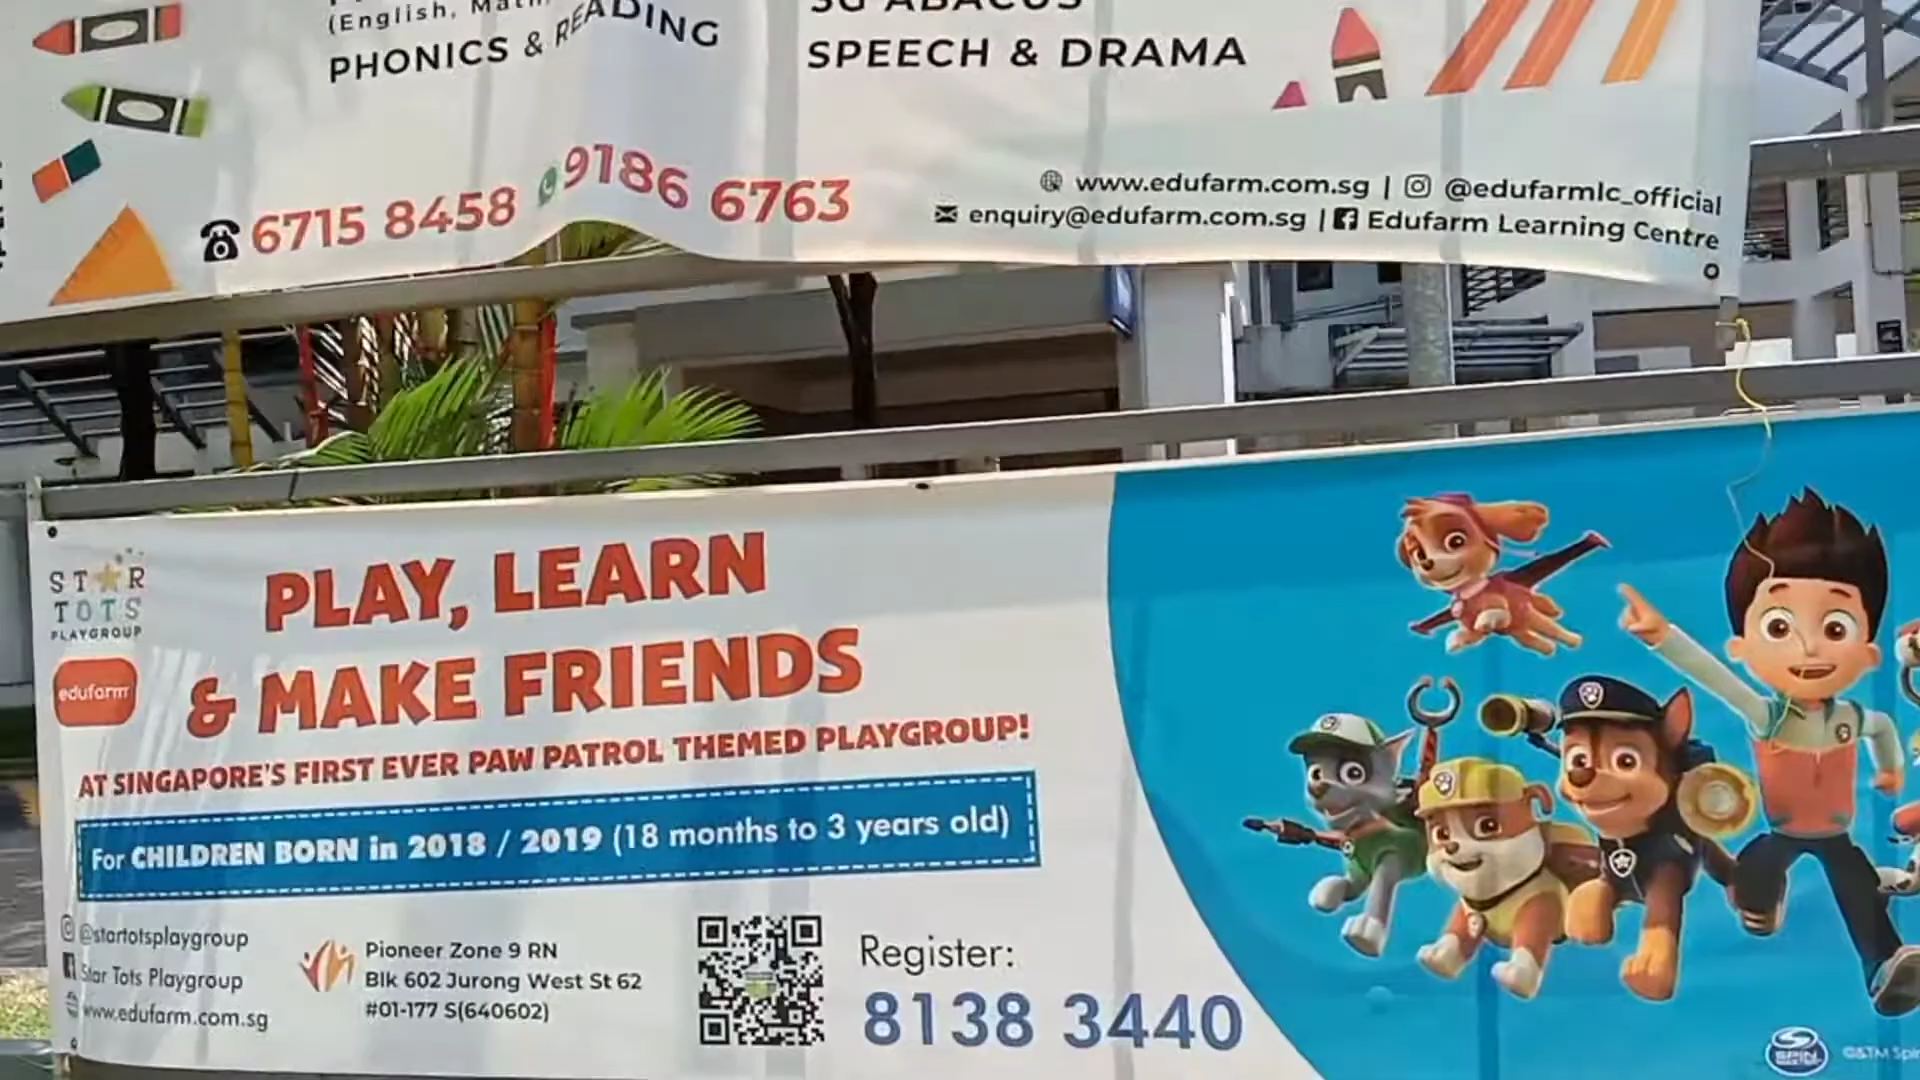 (English,
PHONICS & READING
SG ABACUS
SPEECH & DRAMA
6715 8458
9186 6763
www.edufarm.com.sg | @edufarmlc_official
enquiry@edufarm.com.sg | Edufarm Learning Centre
STAR
TOTS
PLAYGROUP
edufarm
PLAY, LEARN
& MAKE FRIENDS
AT SINGAPORE'S FIRST EVER PAW PATROL THEMED PLAYGROUP!
For CHILDREN BORN in 2018 / 2019 (18 months to 3 years old)
@startotsplaygroup
Star Tots Playgroup
www.edufarm.com.sg
Pioneer Zone 9 RN
Blk 602 Jurong West St 62
#01-177 S(640602)
Register:
8138 3440
SPIN
©&TM Spin